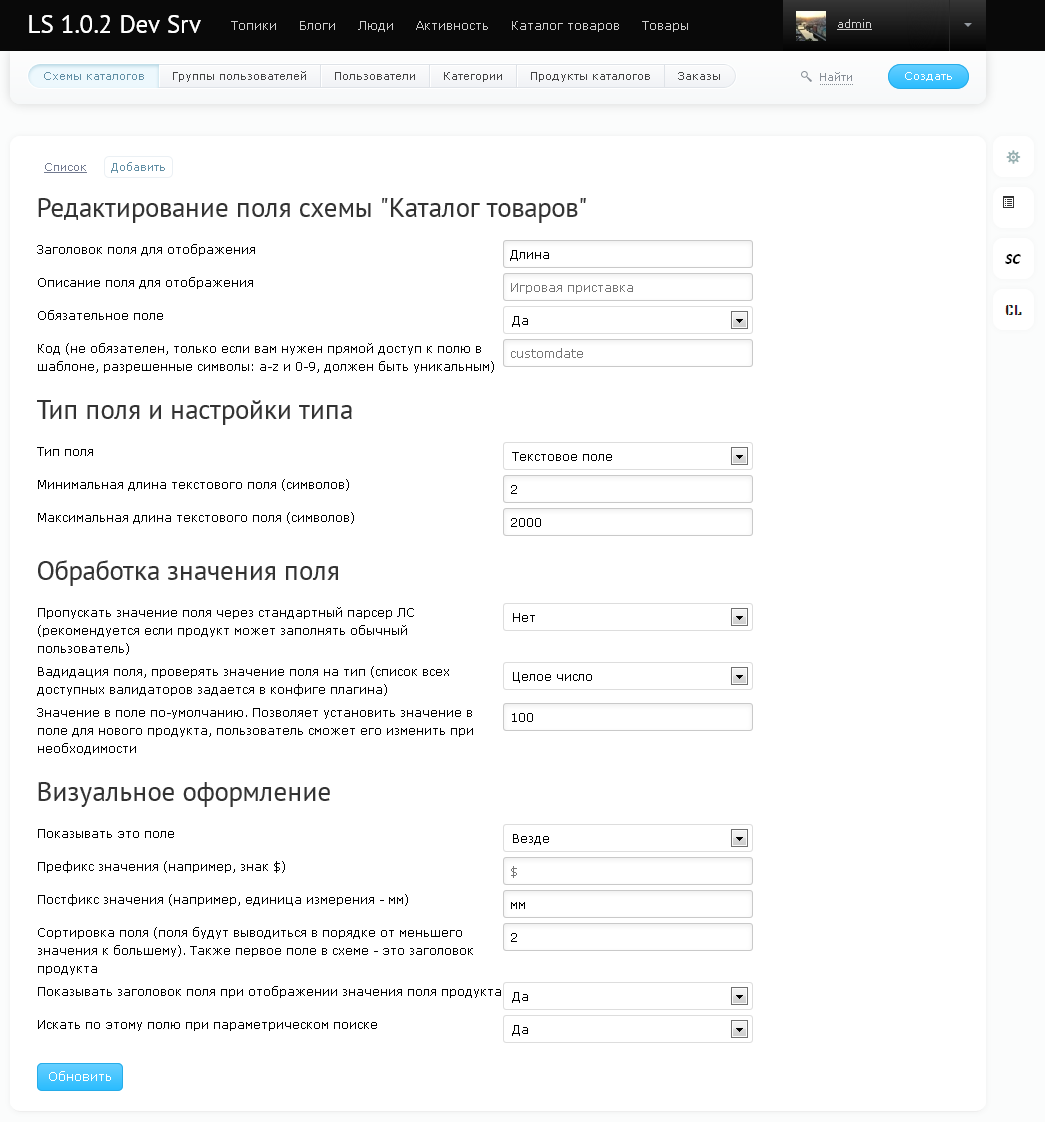 LS 1.0.2 Dev Srv Топики Блоги Люди Активность Каталог товаров Товары admin
Схемы каталогов Группы пользователей Пользователи Категории Продукты каталогов Заказы Найти Создать
Список Добавить
Редактирование поля схемы "Каталог товаров"
Заголовок поля для отображения Длина
Описание поля для отображения Игровая приставка
Обязательное поле Да
Код (не обязателен, только если вам нужен прямой доступ к полю в customdate
шаблоне, разрешенные символы: a-z и 0-9, должен быть уникальным)
Тип поля и настройки типа
Тип поля Текстовое поле
Минимальная длина текстового поля (символов) 2
Максимальная длина текстового поля (символов) 2000
Обработка значения поля
Пропускать значение поля через стандартный парсер ЛС Нет
(рекомендуется если продукт может заполнять обычный
пользователь)
Вадидация поля, проверять значение поля на тип (список всех Целое число
доступных валидаторов задается в конфиге плагина)
Значение в поле по-умолчанию. Позволяет установить значение в 100
поле для нового продукта, пользователь сможет его изменить при
необходимости
Визуальное оформление
Показывать это поле Везде
Префикс значения (например, знак $) $
Постфикс значения (например, единица измерения - мм) мм
Сортировка поля (поля будут выводиться в порядке от меньшего 2
значения к большему). Также первое поле в схеме - это заголовок
продукта
Показывать заголовок поля при отображении значения поля продукта Да
Искать по этому полю при параметрическом поиске Да
Обновить
SC
CL